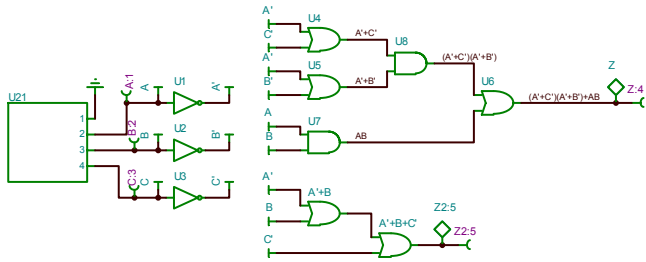 A'
U4
C'
A'+C'
U8
A'
U5
(A'+C')(A'+B')
Z
B'
A'+B'
U6
U21
A:1
A
U1
A'
(A'+C')(A'+B')+AB
Z:4
1
2
B:2
B
U2
B'
A
U7
B
AB
3
4
C:3
C
U3
C'
A'
A'+B
B
A'+B+C'
Z2:5
C'
Z2:5